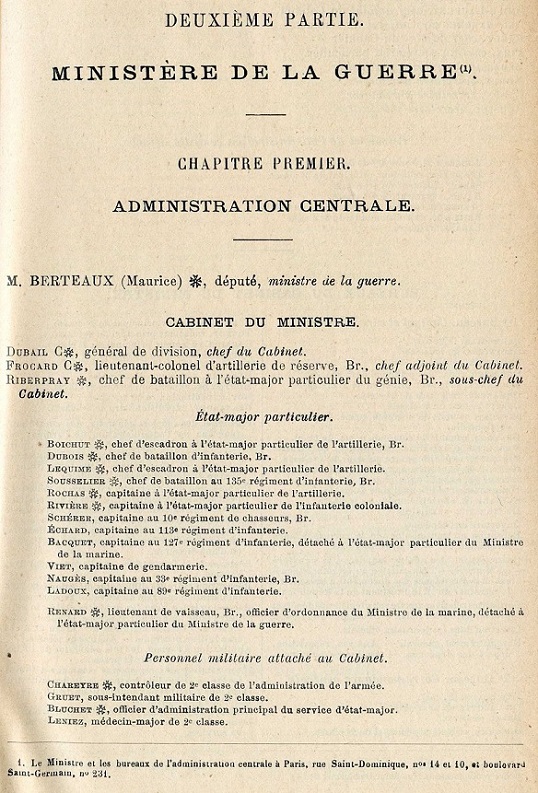 DEUXIÈME PARTIE.
MINISTÈRE DE LA GUERRE(1).
CHAPITRE PREMIER.
ADMINISTRATION CENTRALE.
M. BERTEAUX (Maurice) ✻, député, ministre de la guerre.
CABINET DU MINISTRE.
DUBAIL C✻, général de division, chef du Cabinet.
FROCARD C✻, lieutenant-colonel d'artillerie de réserve, Br., chef adjoint du Cabinet.
RIBERPRAY ✻, chef de bataillon à l'état-major particulier du génie, Br., sous-chef du
Cabinet.
État-major particulier.
BOICHUT ✻, chef d'escadron à l'état-major particulier de l'artillerie, Br.
DUBOIS ✻, chef de bataillon d'infanterie, Br.
LEQUIME ✻, chef d'escadron à l'état-major particulier de l'artillerie.
SOUSSELIER ✻, chef de bataillon au 135e régiment d'infanterie, Br.
ROCHAS ✻, capitaine à l'état-major particulier de l'artillerie.
RIVIÈRE ✻, capitaine à l'état-major particulier de l'infanterie coloniale.
SCHÉRER, capitaine au 10e régiment de chasseurs, Br.
ÉCHARD, capitaine au 113e régiment d'infanterie.
BACQUET, capitaine au 127e régiment d'infanterie, détaché à l'état-major particulier du Ministre
de la marine.
VIET, capitaine de gendarmerie.
NAUGÈS, capitaine au 33e régiment d'infanterie, Br.
LADOUX, capitaine au 89e régiment d'infanterie.
RENARD ✻, lieutenant de vaisseau, Br., officier d'ordonnance du Ministre de la marine, détaché à
l'état-major particulier du Ministre de la guerre.
Personnel militaire attaché au Cabinet.
CHAREYRE ✻, contrôleur de 2e classe de l'administration de l'armée.
GRUET, sous-intendant militaire de 2e classe.
BLUCHET ✻, officier d'administration principal du service d'état-major.
LENIEZ, médecin-major de 2e classe.
1. Le Ministre et les bureaux de l'administration centrale à Paris, rue Saint-Dominique, nos 14 et 10, et boulevard
Saint-Germain, no 231.